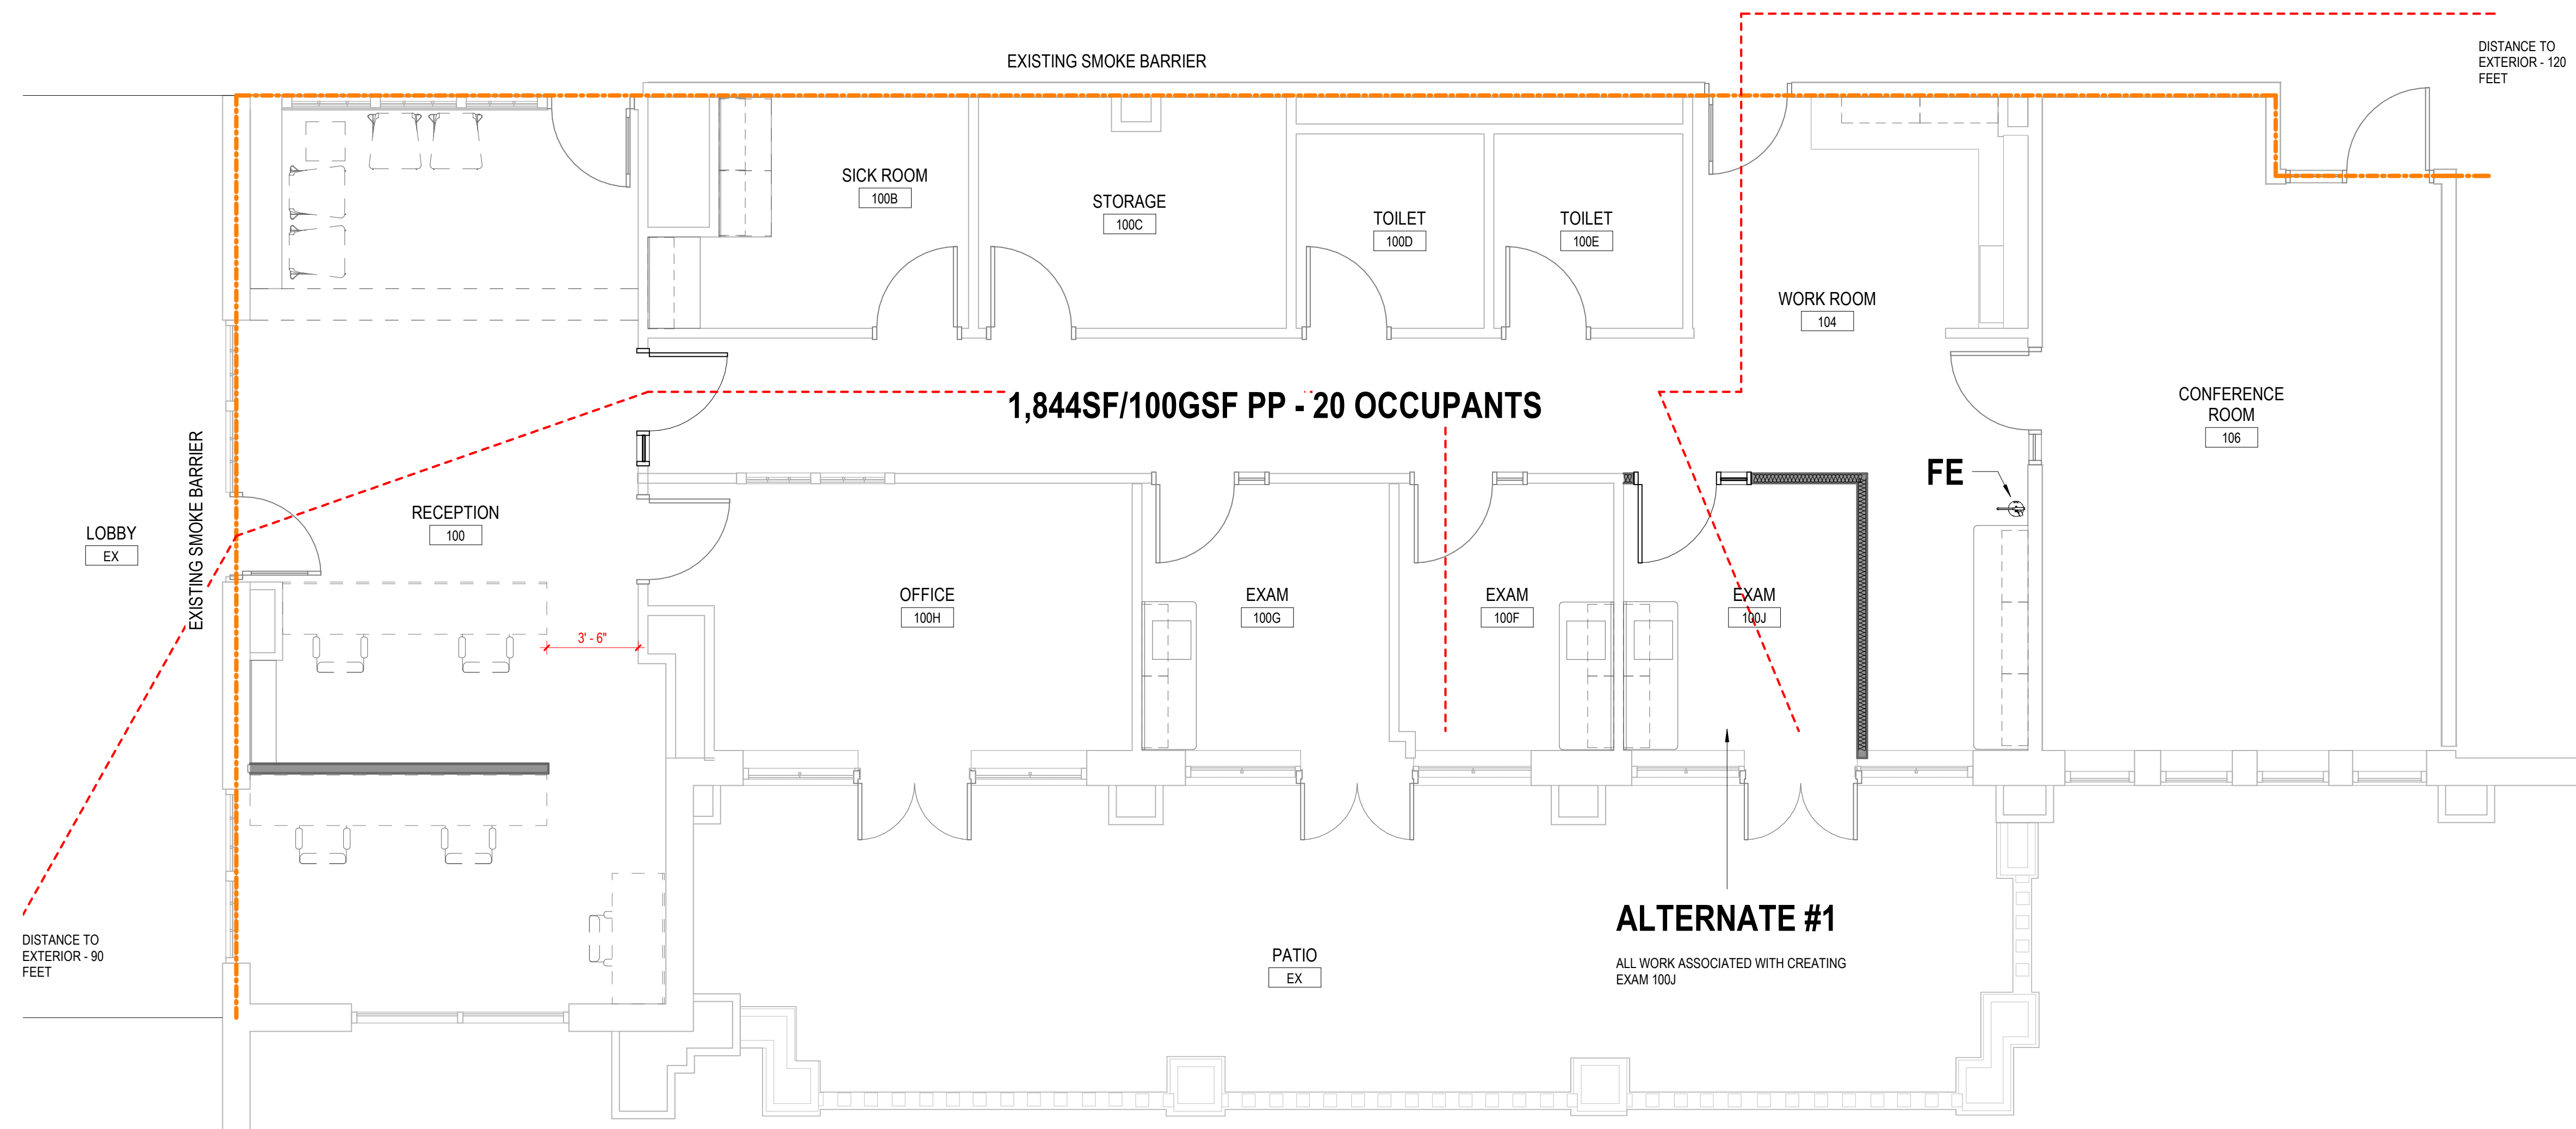 EXISTING SMOKE BARRIER
DISTANCE TO
EXTERIOR - 120
FEET
SICK ROOM
100B
STORAGE
100C
TOILET
100D
TOILET
100E
WORK ROOM
104
CONFERENCE
ROOM
106
1,844SF/100GSF PP - 20 OCCUPANTS
EXISTING SMOKE BARRIER
FE
LOBBY
EX
RECEPTION
100
OFFICE
100H
EXAM
100G
EXAM
100F
EXAM
100J
3' - 6"
DISTANCE TO
EXTERIOR - 90
FEET
ALTERNATE #1
ALL WORK ASSOCIATED WITH CREATING
EXAM 100J
PATIO
EX